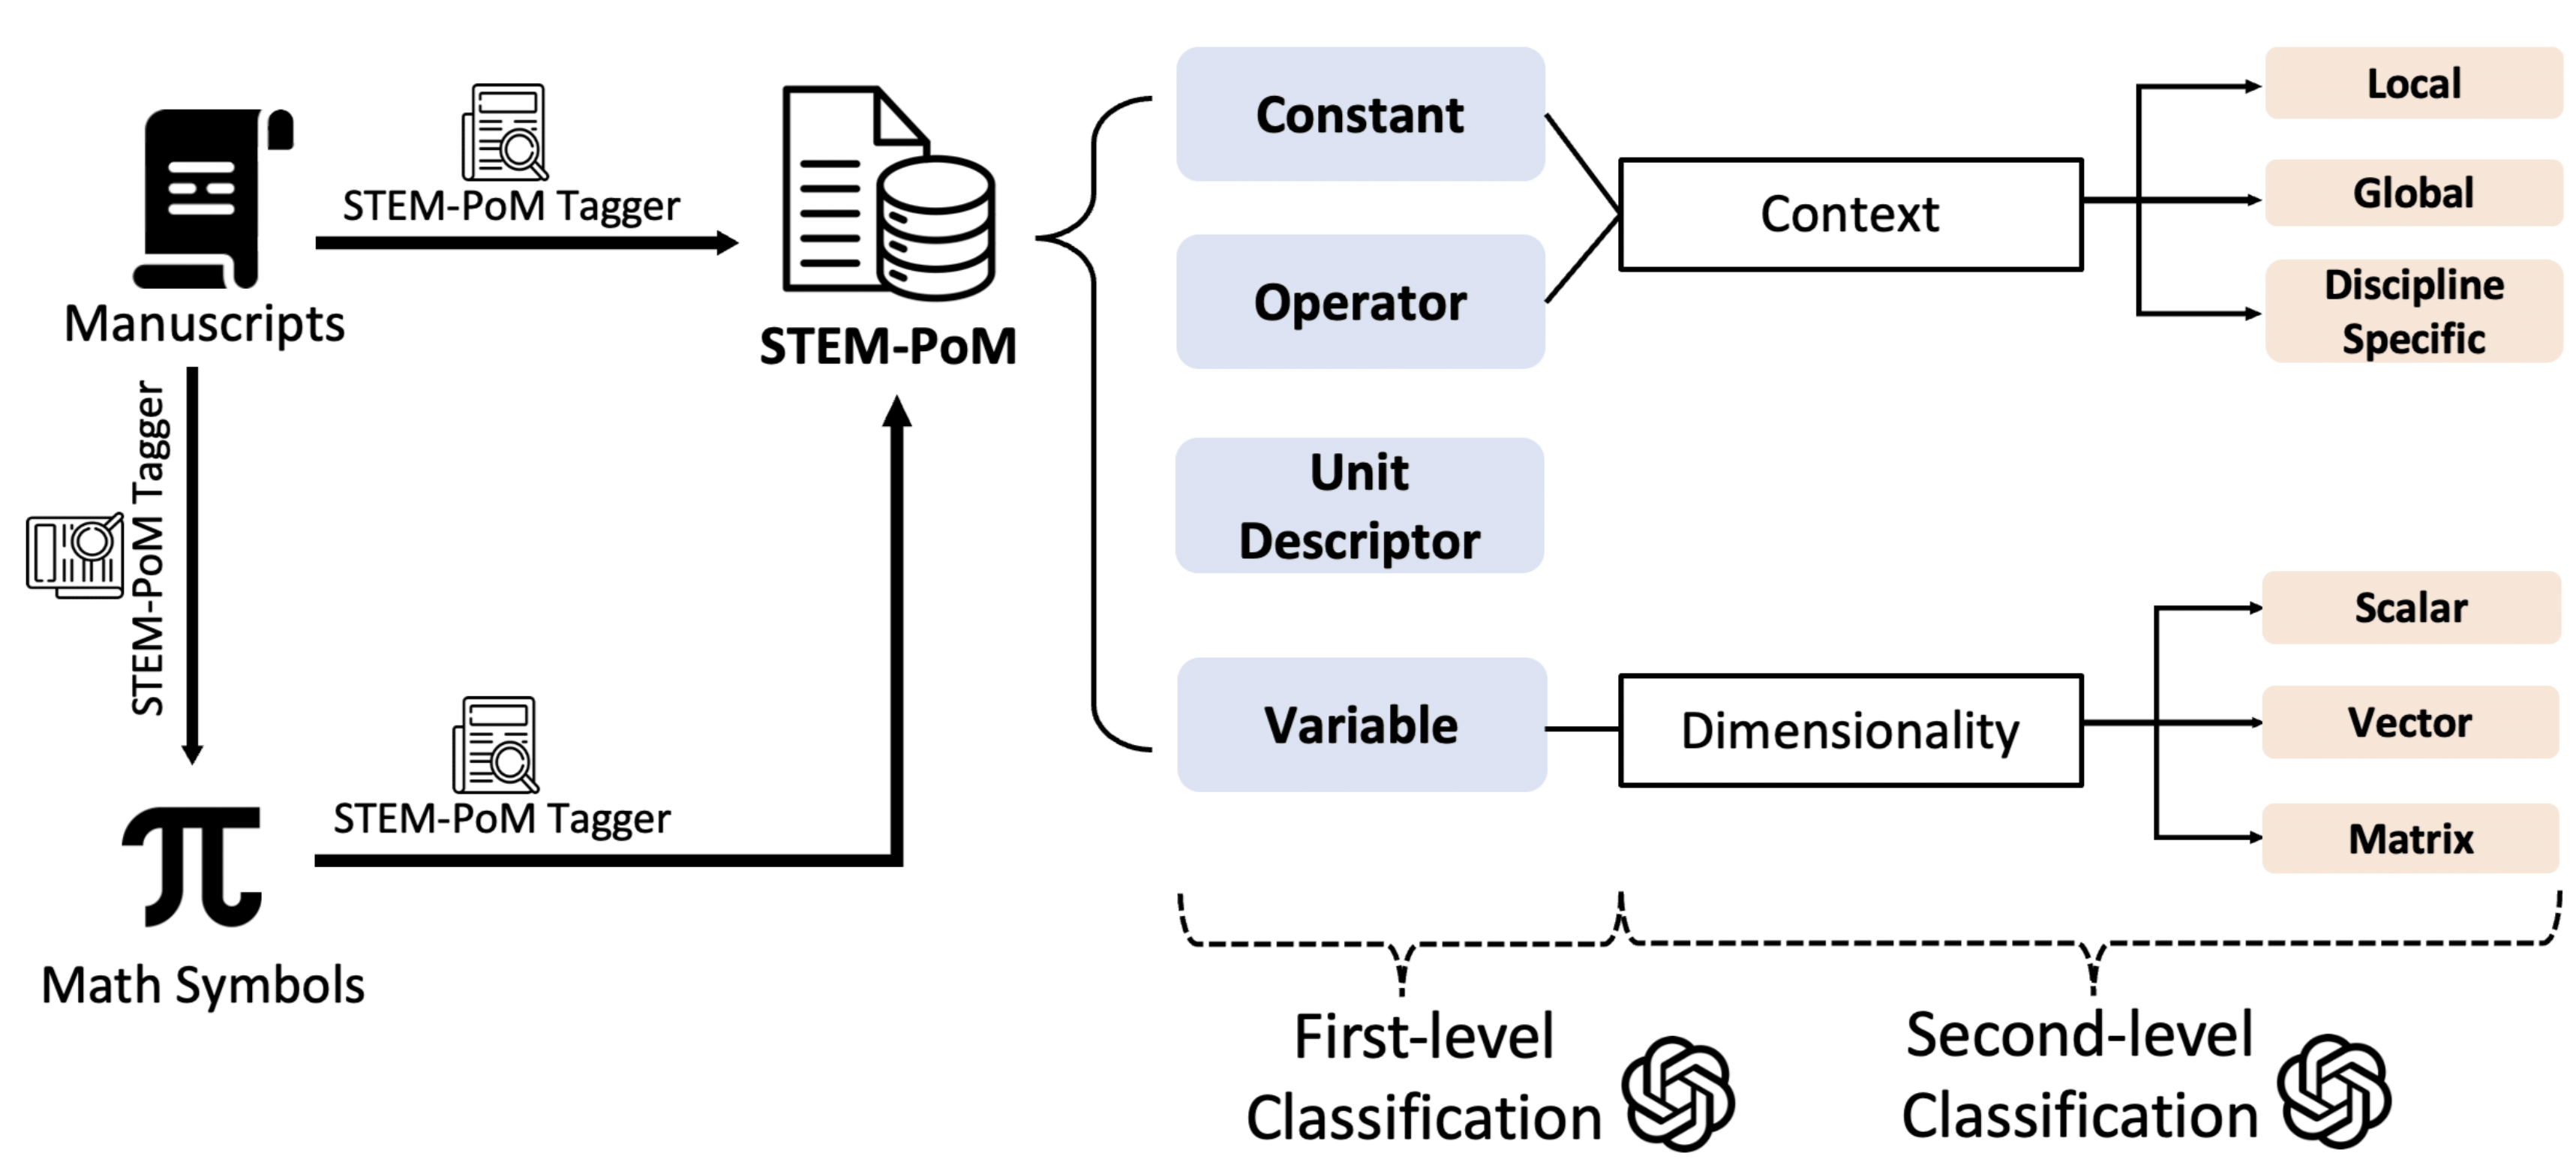 STEM-PoM Tagger
Manuscripts
STEM-PoM Tagger
STEM-PoM Tagger
Math Symbols
STEM-PoM
Constant
Operator
Unit
Descriptor
Variable
Context
Dimensionality
Local
Global
Discipline
Specific
Scalar
Vector
Matrix
First-level
Classification
Second-level
Classification